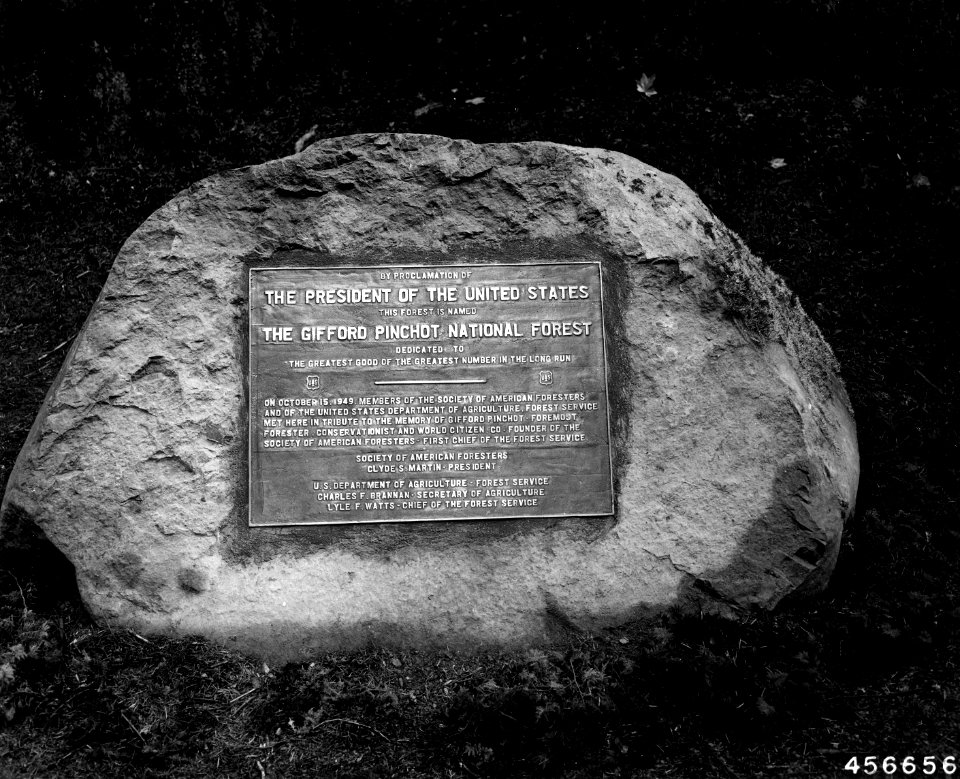 BY PROCLAMATION OF
THE PRESIDENT OF THE UNITED STATES
THIS FOREST IS NAMED
THE GIFFORD PINCHOT NATIONAL FOREST
DEDICATED TO
"THE GREATEST GOOD OF THE GREATEST NUMBER IN THE LONG RUN"
ON OCTOBER 15, 1949, MEMBERS OF THE SOCIETY OF AMERICAN FORESTERS
AND OF THE UNITED STATES DEPARTMENT OF AGRICULTURE, FOREST SERVICE
MET HERE IN TRIBUTE TO THE MEMORY OF GIFFORD PINCHOT · FOREMOST
FORESTER · CONSERVATIONIST AND WORLD CITIZEN · CO-FOUNDER OF THE
SOCIETY OF AMERICAN FORESTERS · FIRST CHIEF OF THE FOREST SERVICE
SOCIETY OF AMERICAN FORESTERS
CLYDE S. MARTIN · PRESIDENT
U.S. DEPARTMENT OF AGRICULTURE · FOREST SERVICE
CHARLES F. BRANNAN · SECRETARY OF AGRICULTURE
LYLE F. WATTS · CHIEF OF THE FOREST SERVICE
456656